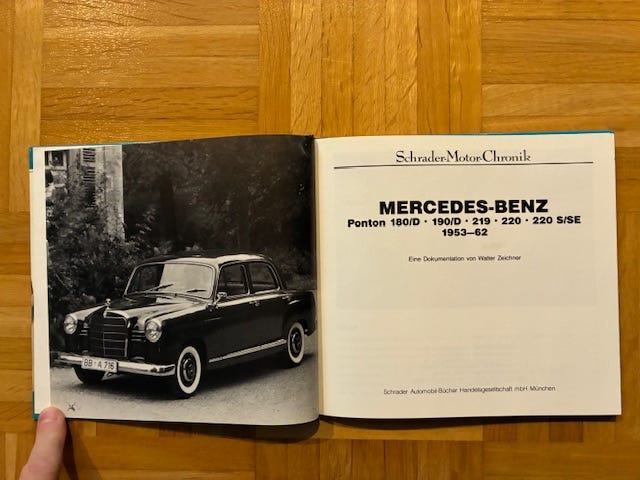 BB-A 716
Schrader-Motor-Chronik
MERCEDES-BENZ
Ponton 180/D · 190/D · 219 · 220 · 220 S/SE
1953—62
Eine Dokumentation von Walter Zeichner
Schrader Automobil-Bücher Handelsgesellschaft mbH München